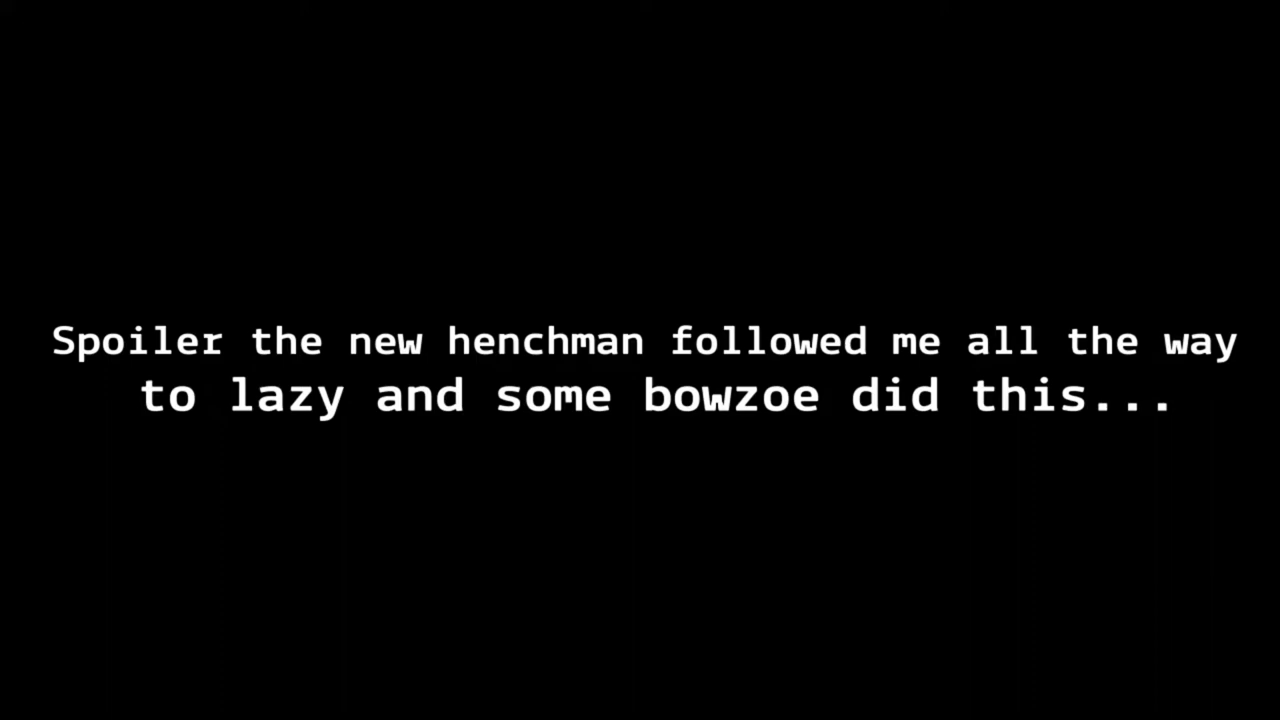 Spoiler the new henchman followed me all the way
to lazy and some bowzoe did this...